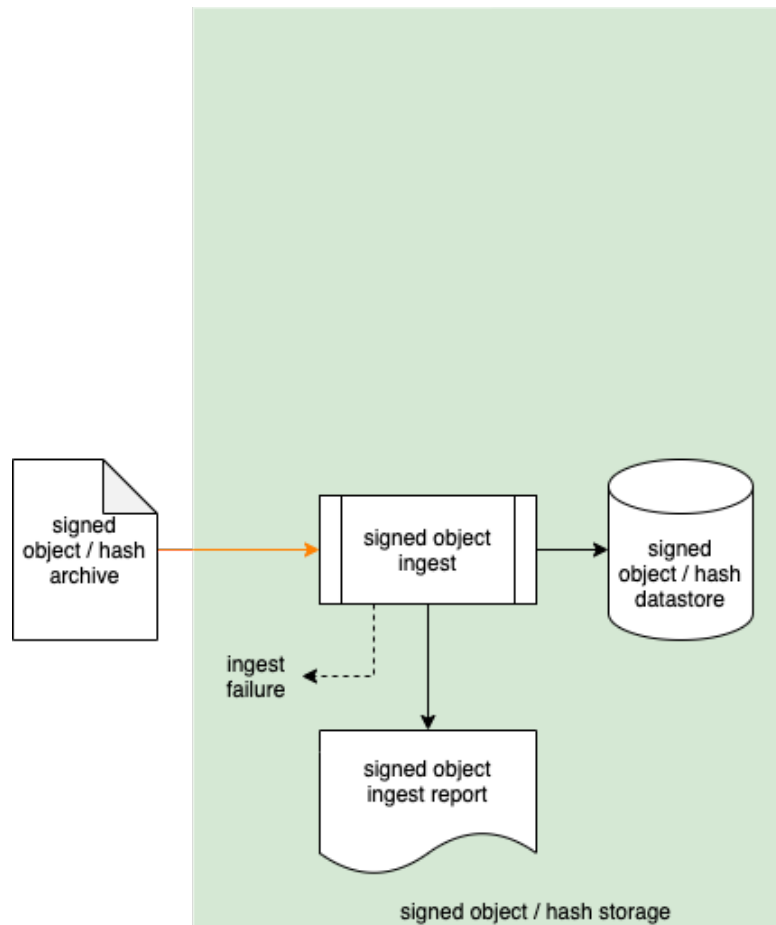 signed
object / hash
archive
signed object
ingest
signed
object / hash
datastore
ingest
failure
signed object
ingest report
signed object / hash storage